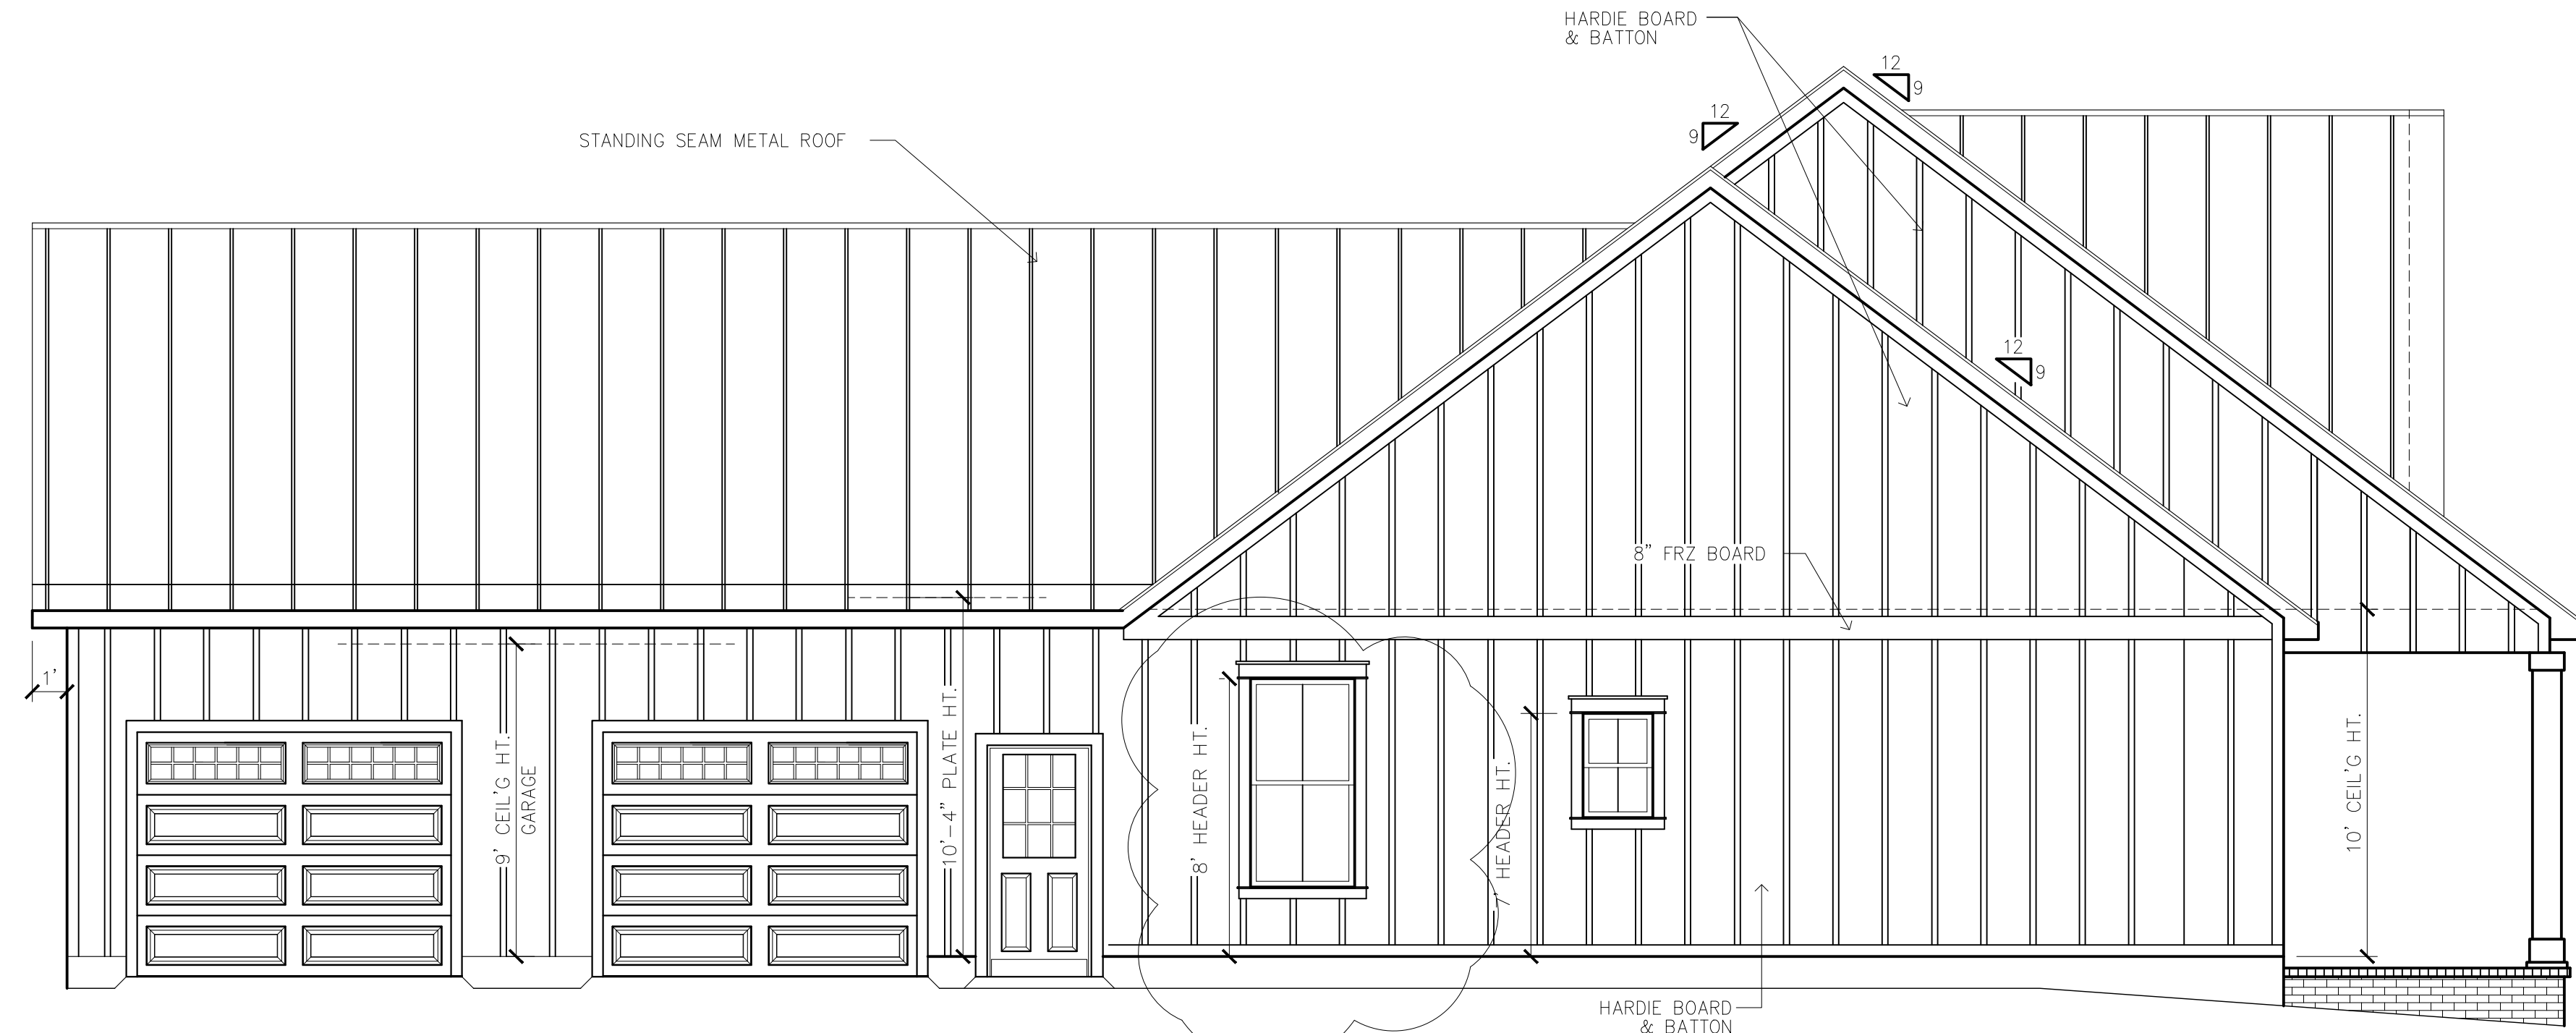 HARDIE BOARD
& BATTON
12
9
12
9
STANDING SEAM METAL ROOF
12
9
8" FRZ BOARD
1'
9' CEIL'G HT.
GARAGE
10'-4" PLATE HT.
8' HEADER HT.
7' HEADER HT.
10' CEIL'G HT.
HARDIE BOARD
& BATTON